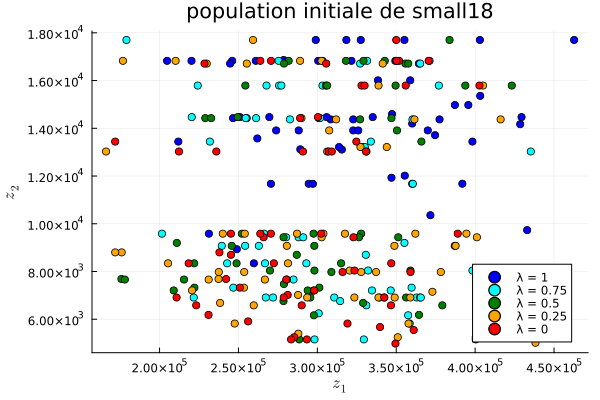 population initiale de small18
1.80×10⁴
1.60×10⁴
1.40×10⁴
1.20×10⁴
1.00×10⁴
8.00×10³
6.00×10³
z₂
λ = 1
λ = 0.75
λ = 0.5
λ = 0.25
λ = 0
2.00×10⁵ 2.50×10⁵ 3.00×10⁵ 3.50×10⁵ 4.00×10⁵ 4.50×10⁵
z₁